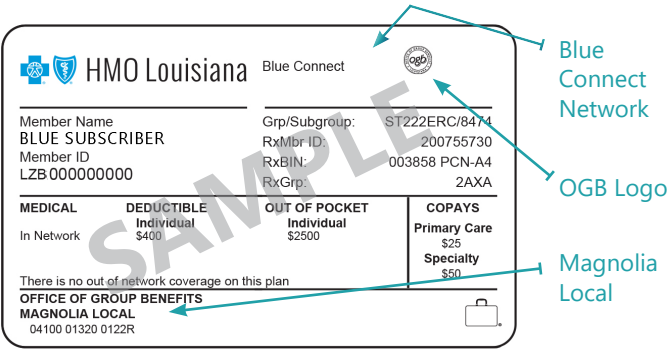 HMO Louisiana
Blue Connect
ogb
Blue
Connect
Network
OGB Logo
Member Name
BLUE SUBSCRIBER
Member ID
LZB000000000
Grp/Subgroup: ST222ERC/8474
RxMbr ID: 200755730
RxBIN: 003858 PCN-A4
RxGrp: 2AXA
SAMPLE
MEDICAL DEDUCTIBLE OUT OF POCKET COPAYS
Individual Individual Primary Care
In Network $400 $2500 $25
Specialty
$50
There is no out of network coverage on this plan
OFFICE OF GROUP BENEFITS
MAGNOLIA LOCAL
04100 01320 0122R
Magnolia
Local